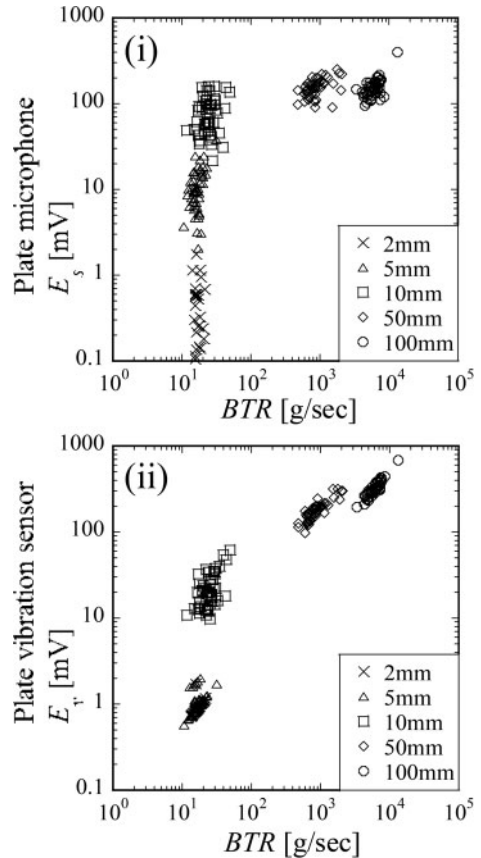 (i)
Plate microphone
E_s [mV]
1000
100
10
1
0.1
× 2mm
△ 5mm
□ 10mm
◇ 50mm
○ 100mm
10^0 10^1 10^2 10^3 10^4 10^5
BTR [g/sec]
(ii)
Plate vibration sensor
E_v [mV]
1000
100
10
1
0.1
× 2mm
△ 5mm
□ 10mm
◇ 50mm
○ 100mm
10^0 10^1 10^2 10^3 10^4 10^5
BTR [g/sec]